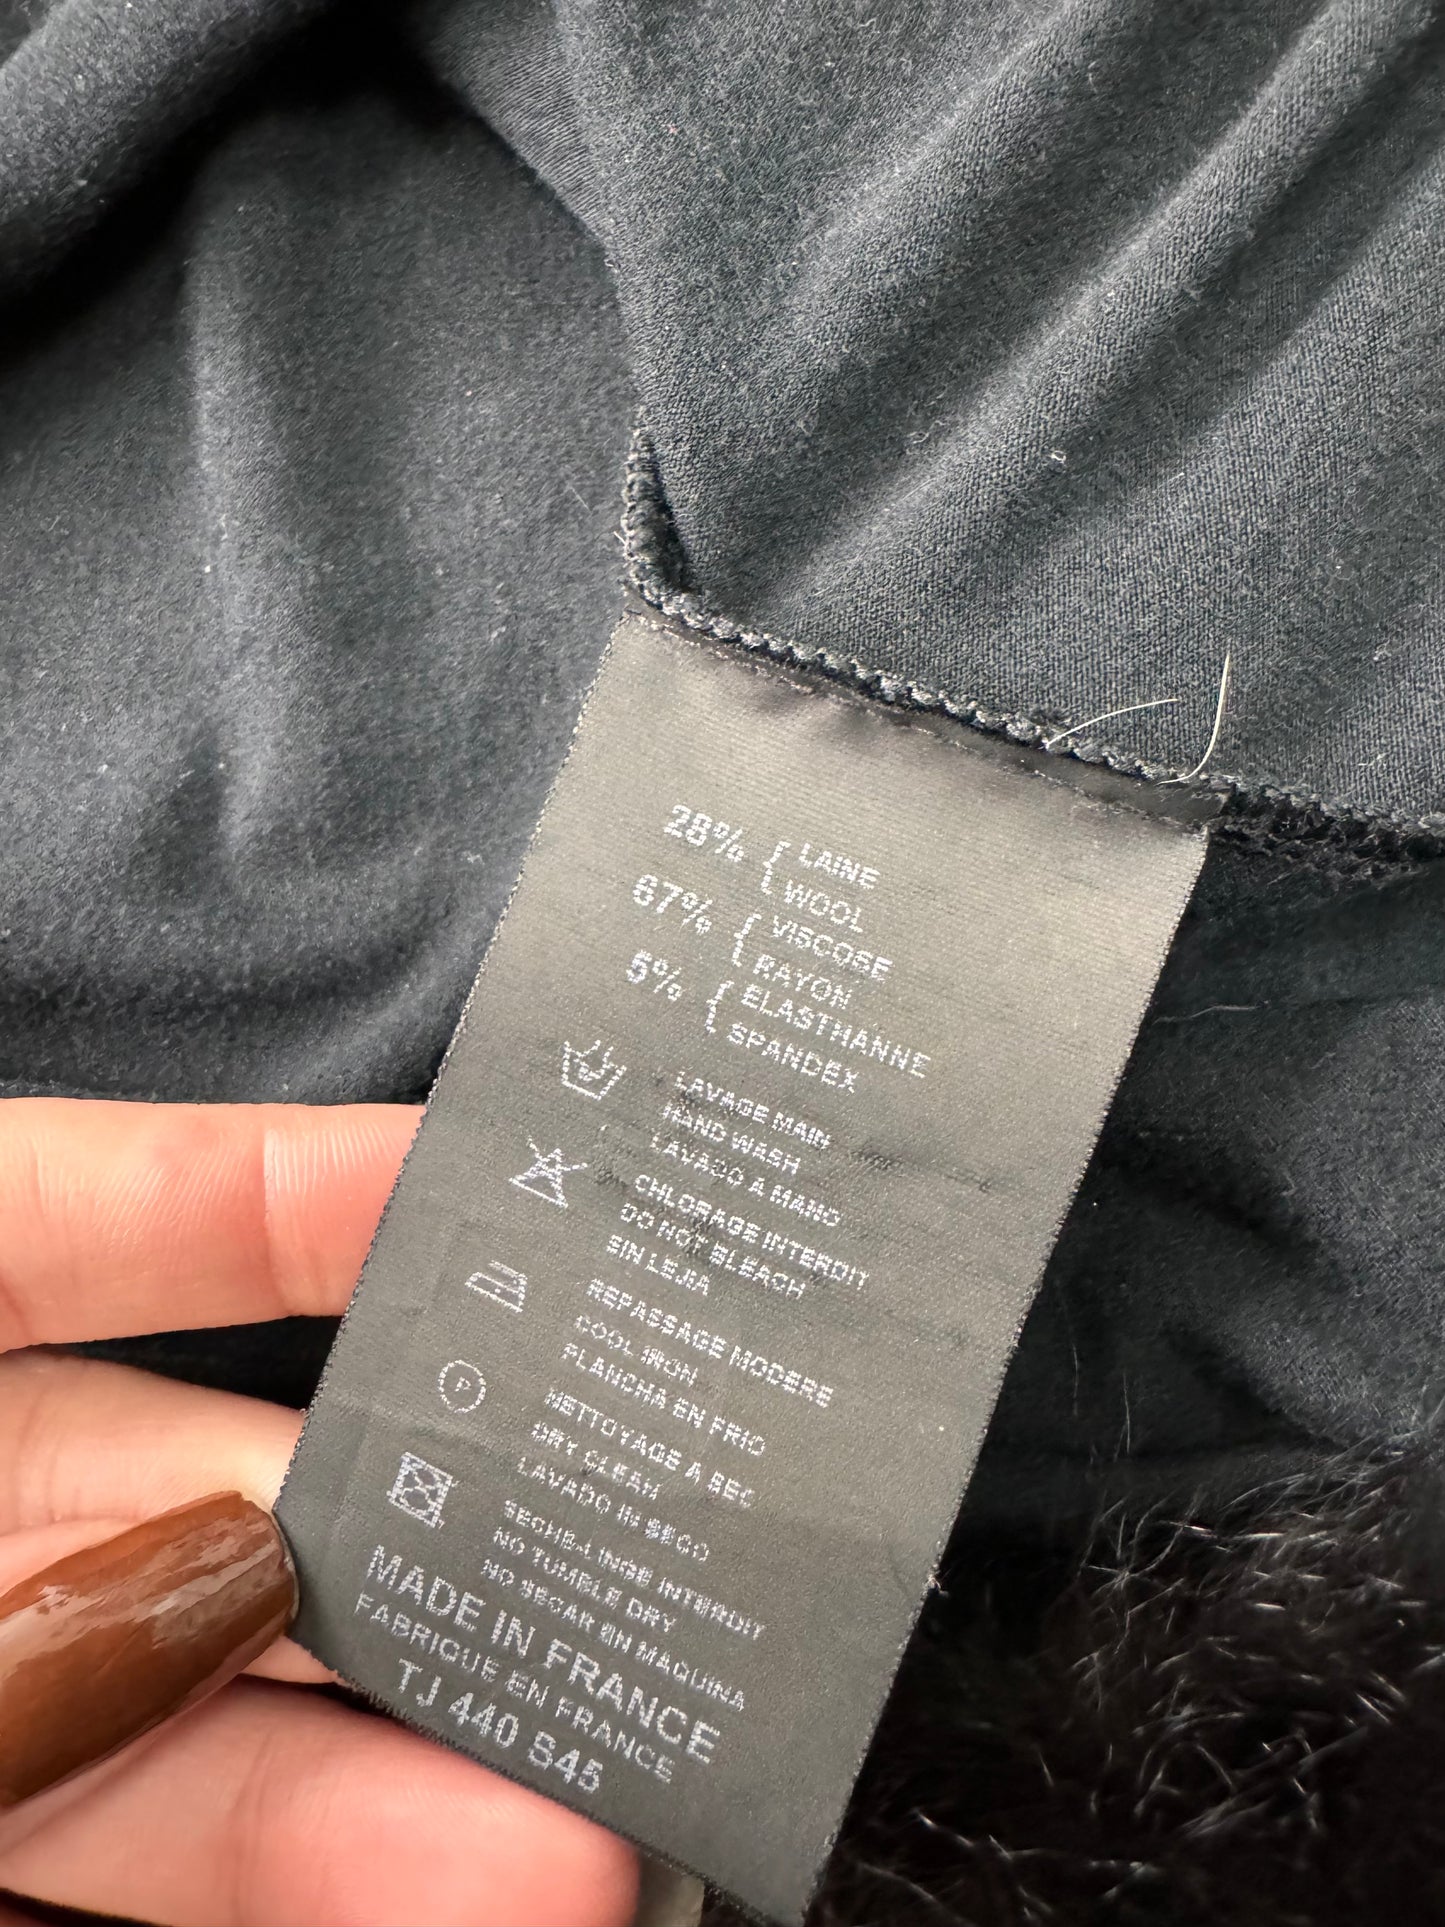 28% { LAINE
WOOL
67% { VISCOSE
RAYON
5% { ELASTHANNE
SPANDEX
LAVAGE MAIN
HAND WASH
LAVADO A MANO
CHLORAGE INTERDIT
DO NOT BLEACH
SIN LEJIA
REPASSAGE MODERE
COOL IRON
PLANCHA EN FRIO
P
NETTOYAGE A SEC
DRY CLEAN
LAVADO IN SECO
SECHE-LINGE INTERDIT
NO TUMBLE DRY
NO SECAR EN MAQUINA
MADE IN FRANCE
FABRIQUE EN FRANCE
TJ 440 S45